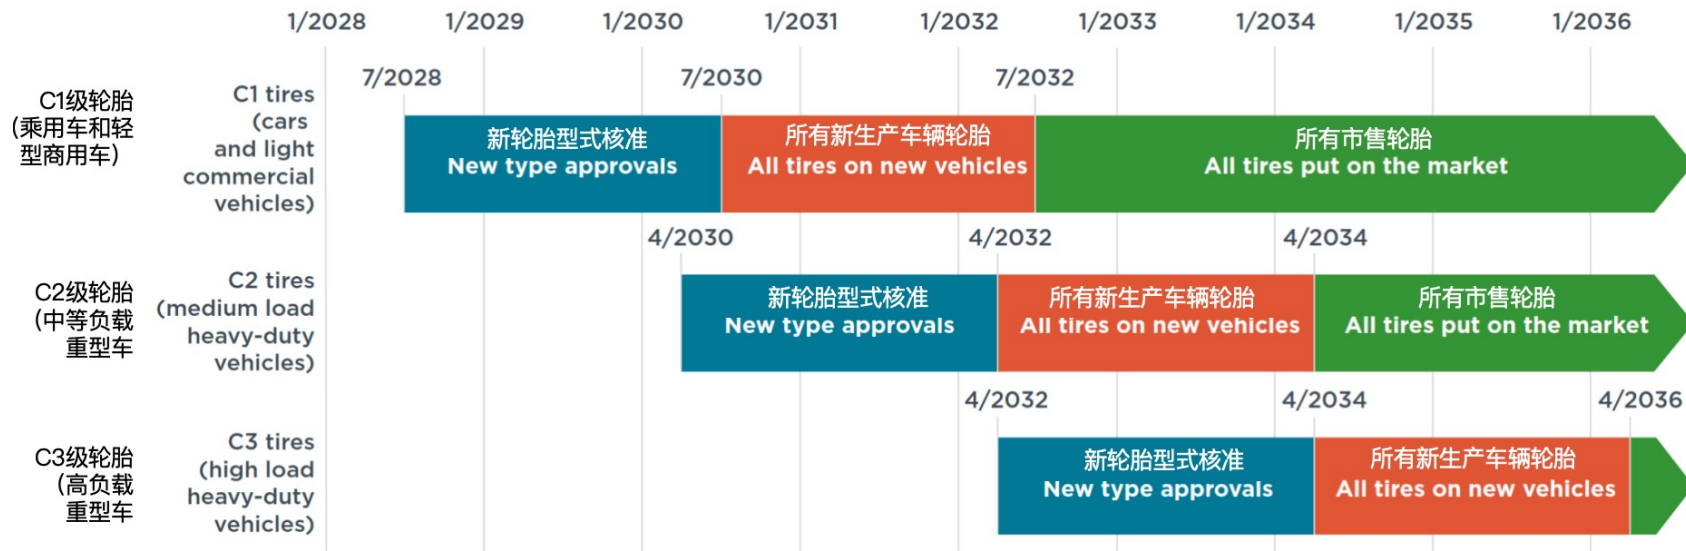 1/2028 1/2029 1/2030 1/2031 1/2032 1/2033 1/2034 1/2035 1/2036
7/2028 7/2030 7/2032
C1级轮胎
(乘用车和轻
型商用车)
C1 tires
(cars
and light
commercial
vehicles)
新轮胎型式核准
New type approvals
所有新生产车辆轮胎
All tires on new vehicles
所有市售轮胎
All tires put on the market
4/2030 4/2032 4/2034
C2级轮胎
(中等负载
重型车
C2 tires
(medium load
heavy-duty
vehicles)
新轮胎型式核准
New type approvals
所有新生产车辆轮胎
All tires on new vehicles
所有市售轮胎
All tires put on the market
4/2032 4/2034 4/2036
C3级轮胎
(高负载
重型车
C3 tires
(high load
heavy-duty
vehicles)
新轮胎型式核准
New type approvals
所有新生产车辆轮胎
All tires on new vehicles